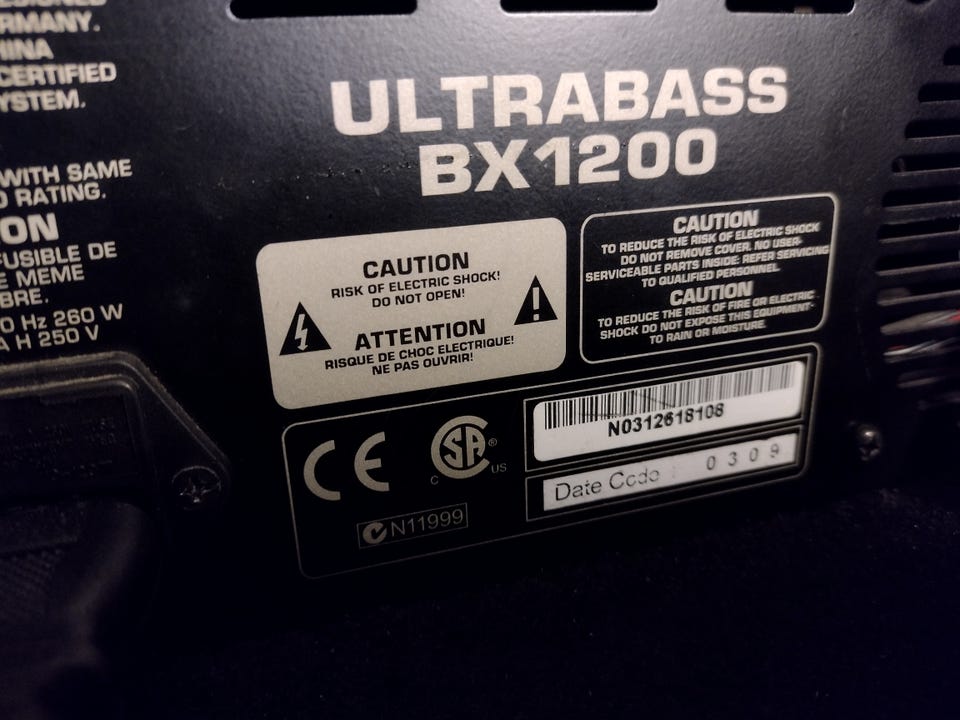 RMANY.
CERTIFIED
YSTEM.
WITH SAME
RATING.
ON
FUSIBLE DE
MEME
BRE.
Hz 260 W
A H 250 V
ULTRABASS
BX1200
CAUTION
RISK OF ELECTRIC SHOCK!
DO NOT OPEN!
ATTENTION
RISQUE DE CHOC ELECTRIQUE!
NE PAS OUVRIR!
CAUTION
TO REDUCE THE RISK OF ELECTRIC SHOCK
DO NOT REMOVE COVER. NO USER-
SERVICEABLE PARTS INSIDE: REFER SERVICING
TO QUALIFIED PERSONNEL.
CAUTION
TO REDUCE THE RISK OF FIRE OR ELECTRIC
SHOCK DO NOT EXPOSE THIS EQUIPMENT
TO RAIN OR MOISTURE.
CE
C SA ® US
N11999
N0312618108
Date Code : 0309